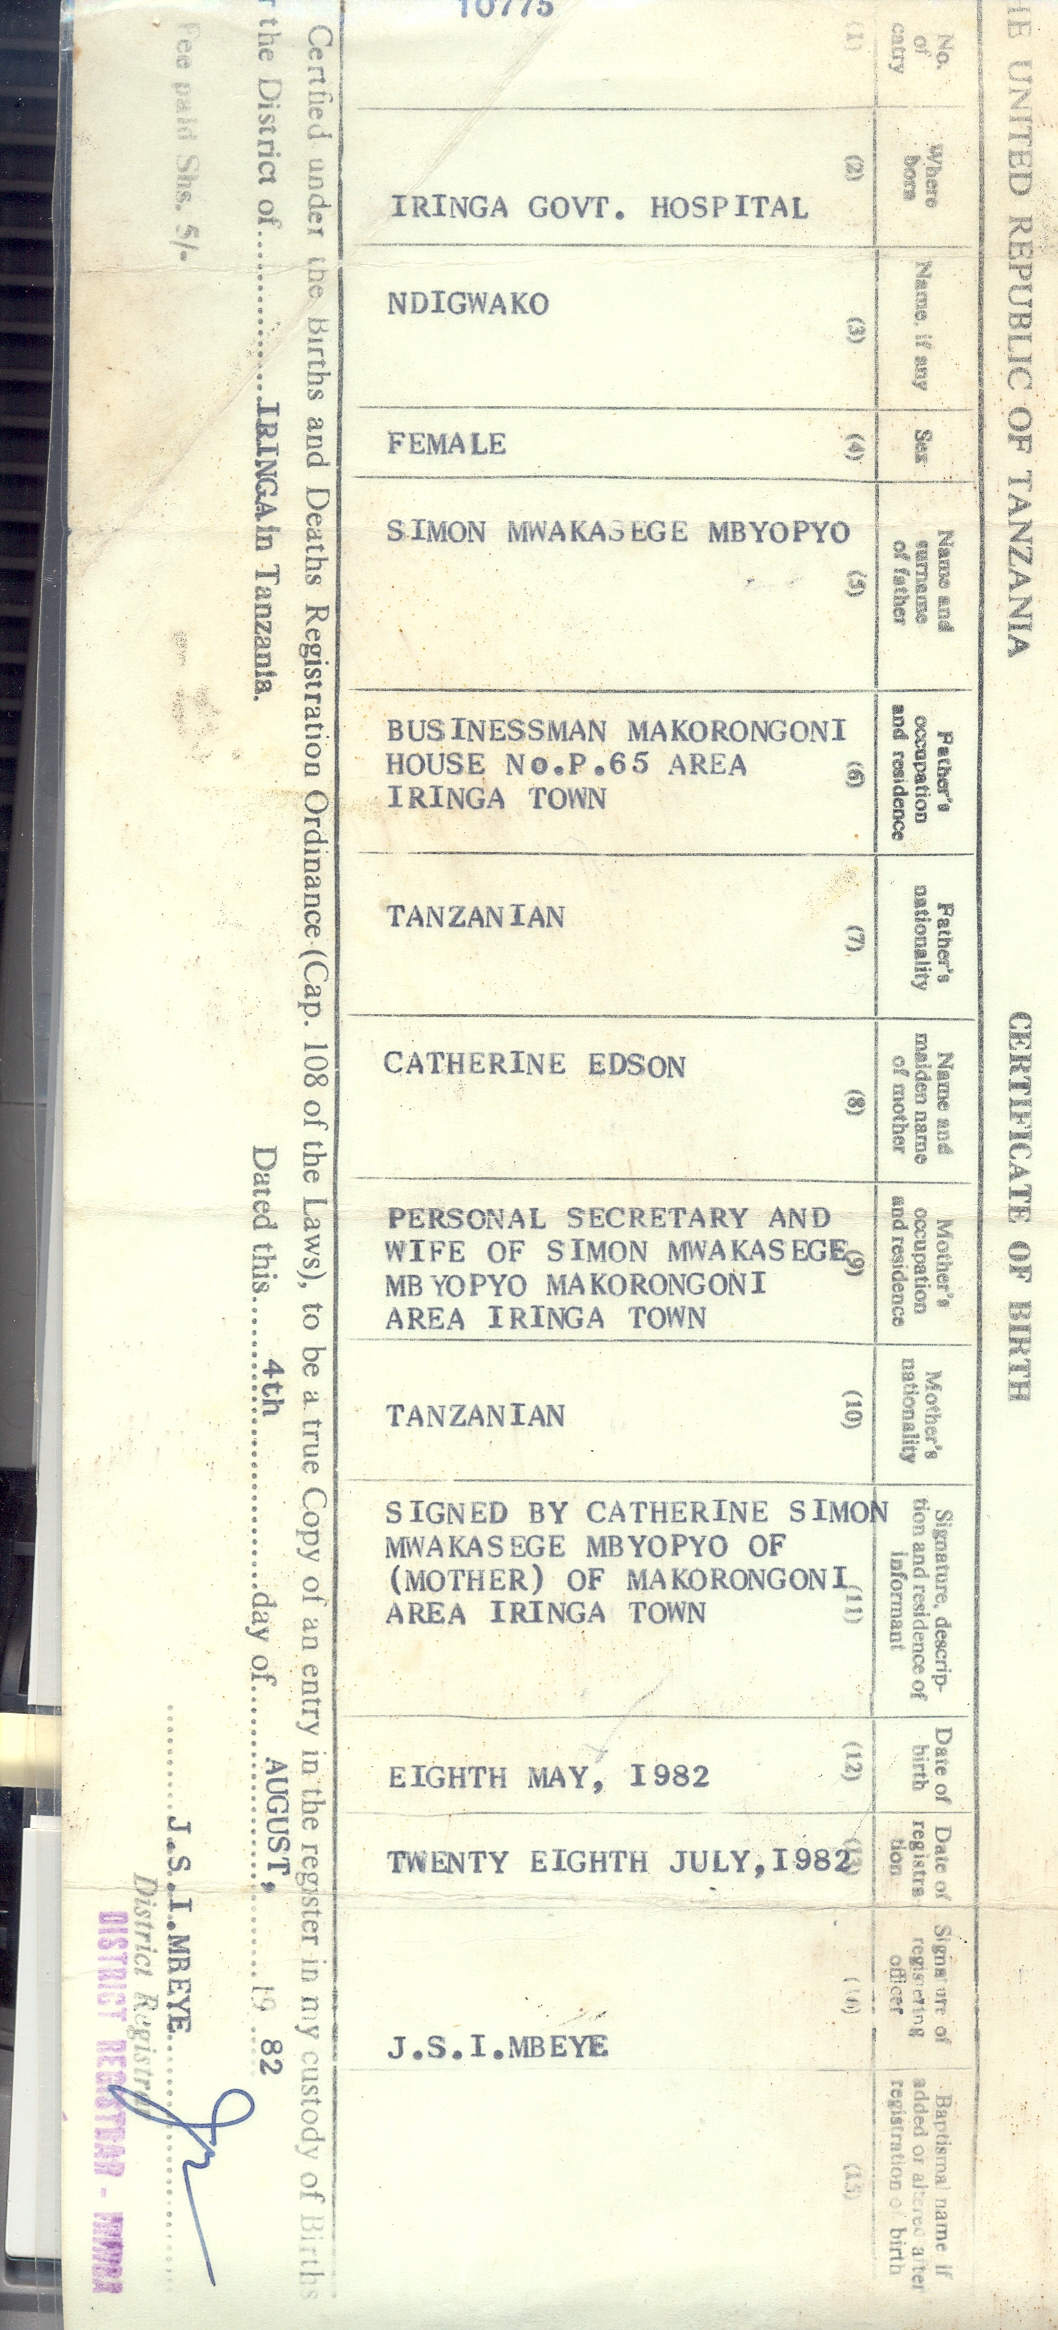 THE UNITED REPUBLIC OF TANZANIA
CERTIFICATE OF BIRTH
No.
of
entry
(1)
10775
Where
born
(2)
IRINGA GOVT. HOSPITAL
Name, if any
(3)
NDIGWAKO
Sex
(4)
FEMALE
Name and
surname
of father
(5)
SIMON MWAKASEGE MBYOPYO
Father's
occupation
and residence
(6)
BUSINESSMAN MAKORONGONI
HOUSE No.P.65 AREA
IRINGA TOWN
Father's
nationality
(7)
TANZANIAN
Name and
maiden name
of mother
(8)
CATHERINE EDSON
Mother's
occupation
and residence
(9)
PERSONAL SECRETARY AND
WIFE OF SIMON MWAKASEGE
MBYOPYO MAKORONGONI
AREA IRINGA TOWN
Mother's
nationality
(10)
TANZANIAN
Signature, descrip-
tion and residence of
informant
(11)
SIGNED BY CATHERINE SIMON
MWAKASEGE MBYOPYO OF
(MOTHER) OF MAKORONGONI
AREA IRINGA TOWN
Date of
birth
(12)
EIGHTH MAY, 1982
Date of
registra
tion
(13)
TWENTY EIGHTH JULY,1982
Signature of
registering
officer
(14)
J.S.I.MBEYE
Baptismal name if
added or altered after
registration of birth
(15)
Certfied under the Births and Deaths Registration Ordinance (Cap. 108 of the Laws), to be a true Copy of an entry in the register in my custody of Births
r the District of............IRINGA in Tanzania. Dated this......4th............day of......AUGUST,......19 82
Fee paid Shs. 5/-
J.S.I.MBEYE
District Registrar
DISTRICT REGISTRAR - IRINGA